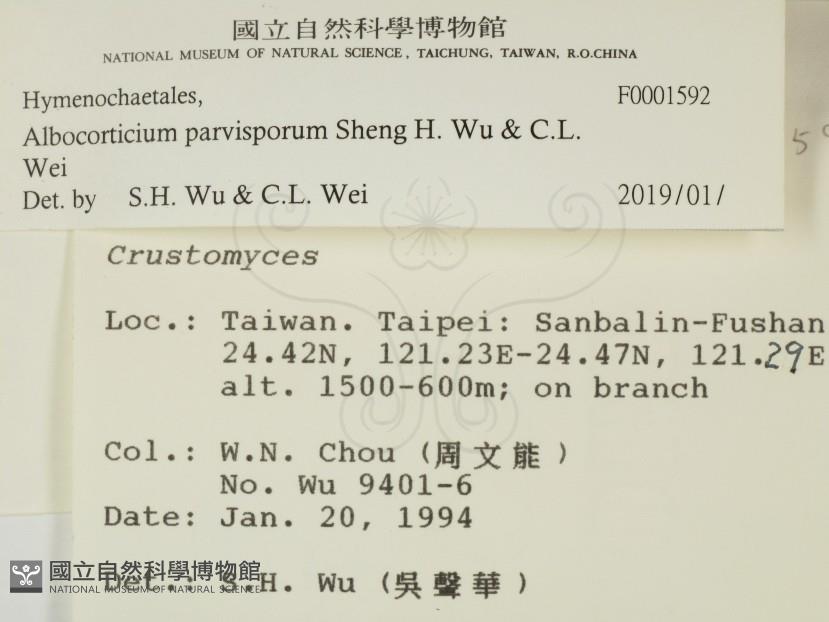 國立自然科學博物館
NATIONAL MUSEUM OF NATURAL SCIENCE, TAICHUNG, TAIWAN, R.O.CHINA
Hymenochaetales, F0001592
Albocorticium parvisporum Sheng H. Wu & C.L.
Wei
Det. by S.H. Wu & C.L. Wei 2019/01/
5
Crustomyces
Loc.: Taiwan. Taipei: Sanbalin-Fushan
24.42N, 121.23E-24.47N, 121.29E
alt. 1500-600m; on branch
Col.: W.N. Chou (周文能)
No. Wu 9401-6
Date: Jan. 20, 1994
Det.: S.H. Wu (吳聲華)
國立自然科學博物館
NATIONAL MUSEUM OF NATURAL SCIENCE